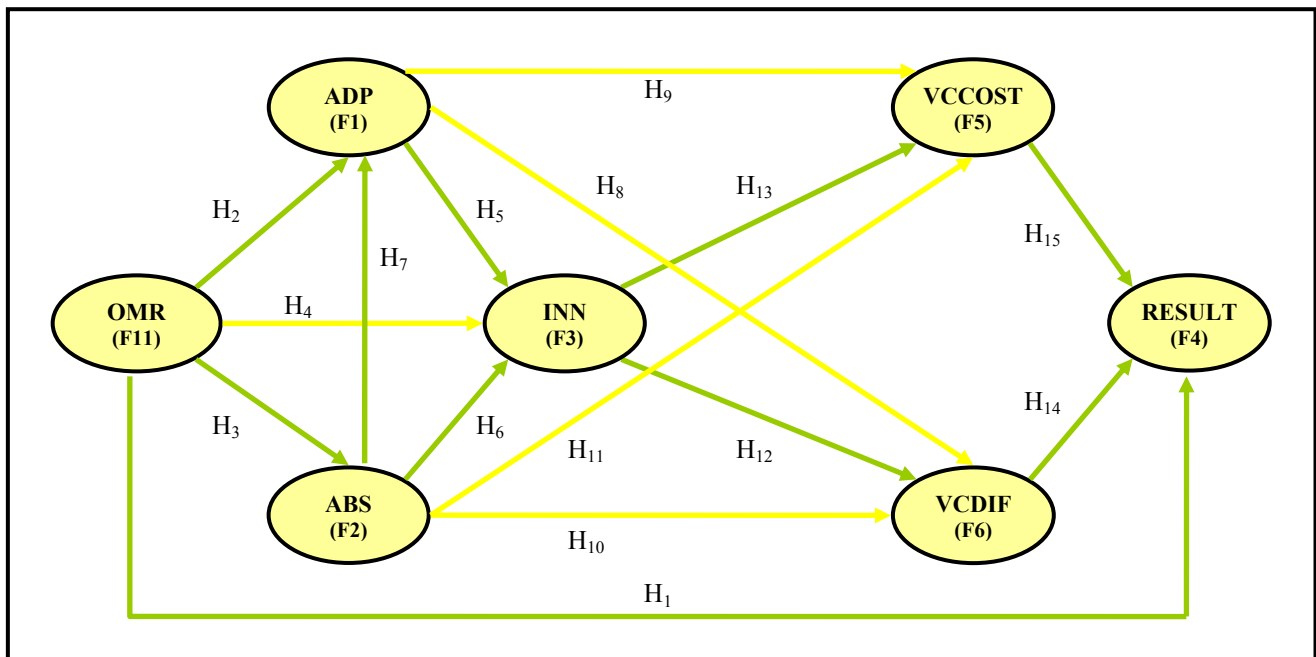 ADP
(F1)
VCCOST
(F5)
H₉
H₈
H₁₃
H₂
H₅
H₇
H₁₅
OMR
(F11)
H₄
INN
(F3)
RESULT
(F4)
H₃
H₆
H₁₁
H₁₂
H₁₄
ABS
(F2)
VCDIF
(F6)
H₁₀
H₁